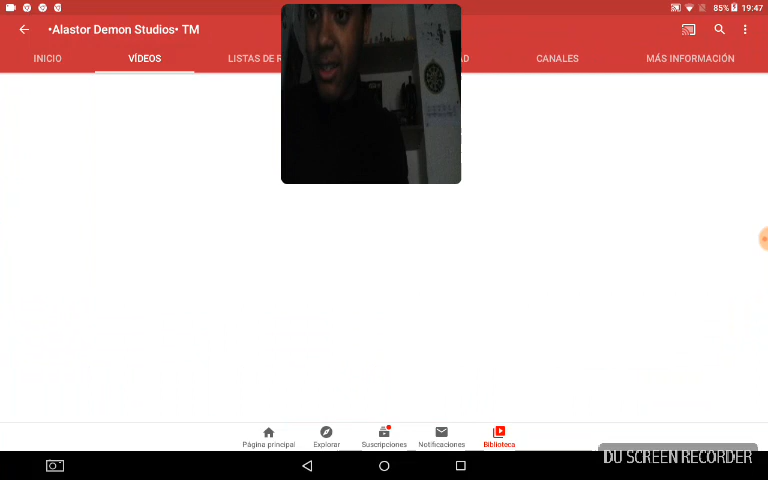 85% 19:47
•Alastor Demon Studios• TM
INICIO VÍDEOS LISTAS DE R AD CANALES MÁS INFORMACIÓN
Página principal Explorar Suscripciones Notificaciones Biblioteca
DU SCREEN RECORDER